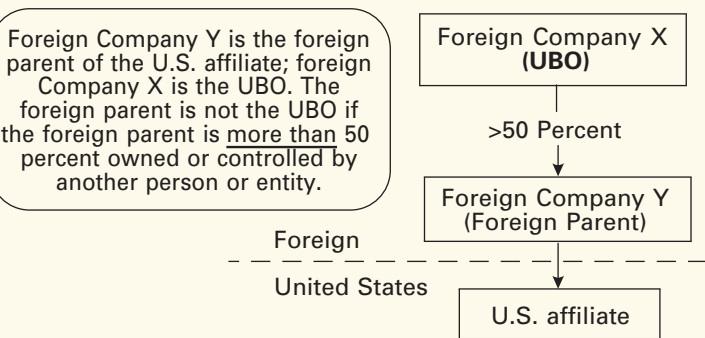 Foreign Company Y is the foreign
parent of the U.S. affiliate; foreign
Company X is the UBO. The
foreign parent is not the UBO if
the foreign parent is more than 50
percent owned or controlled by
another person or entity.
Foreign Company X
(UBO)
>50 Percent
Foreign Company Y
(Foreign Parent)
Foreign
United States
U.S. affiliate